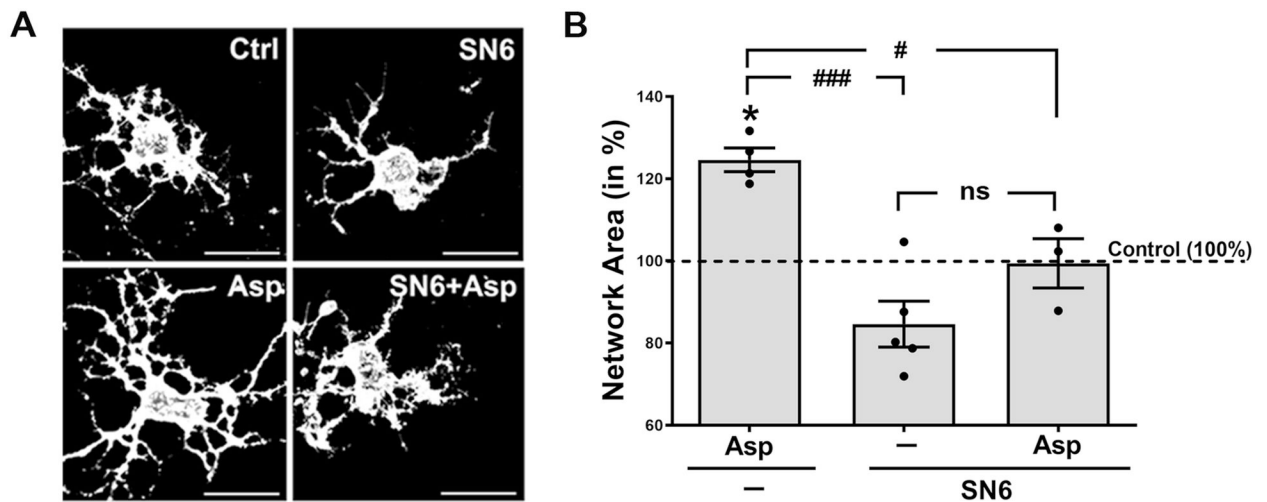 A
Ctrl
SN6
Asp
SN6+Asp
B
#
###
*
ns
Control (100%)
Network Area (in %)
140
120
100
80
60
Asp
–
Asp
–
SN6